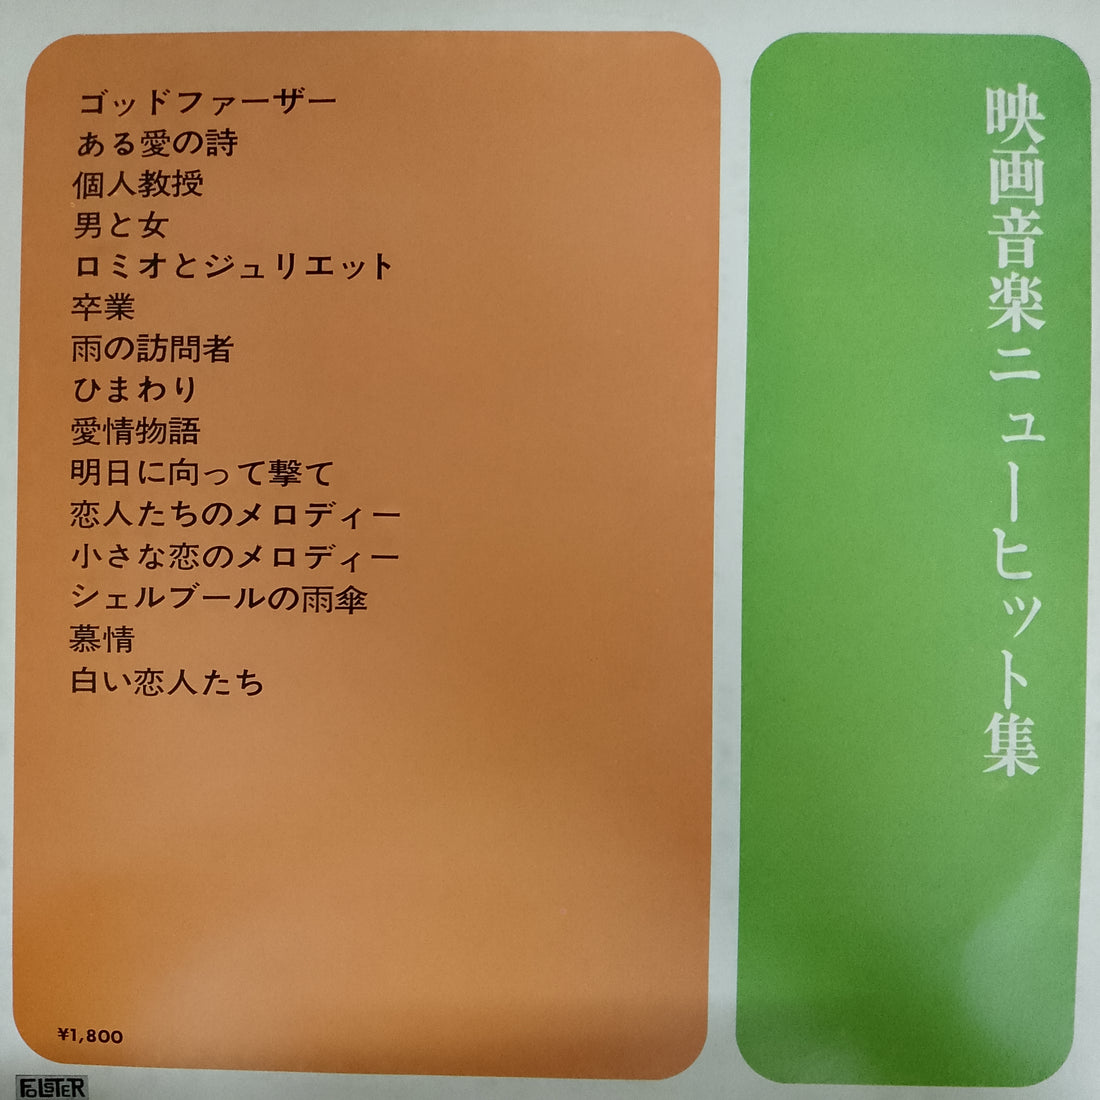 映画音楽ニューヒット集
ゴッドファーザー
ある愛の詩
個人教授
男と女
ロミオとジュリエット
卒業
雨の訪問者
ひまわり
愛情物語
明日に向って撃て
恋人たちのメロディー
小さな恋のメロディー
シェルブールの雨傘
慕情
白い恋人たち
¥1,800
FOLSTER